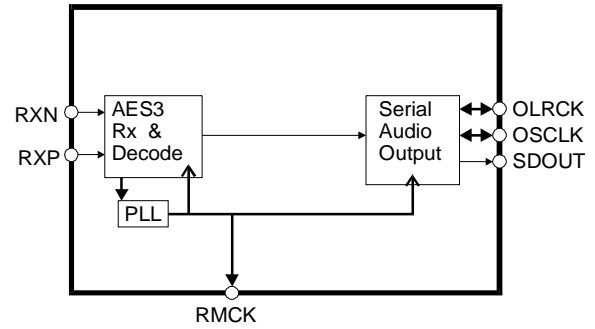 RXN
RXP
AES3
Rx &
Decode
PLL
Serial
Audio
Output
OLRCK
OSCLK
SDOUT
RMCK